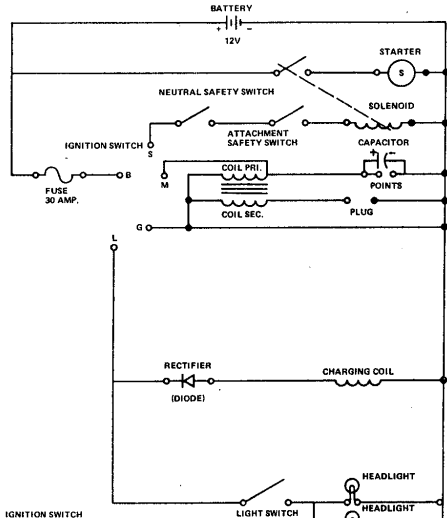 BATTERY
+ −
12V
STARTER
S
NEUTRAL SAFETY SWITCH
SOLENOID
ATTACHMENT
SAFETY SWITCH
IGNITION SWITCH
S
CAPACITOR
+ −
COIL PRI.
B
M
FUSE
30 AMP.
POINTS
COIL SEC.
PLUG
G
L
RECTIFIER
(DIODE)
CHARGING COIL
HEADLIGHT
LIGHT SWITCH
HEADLIGHT
IGNITION SWITCH